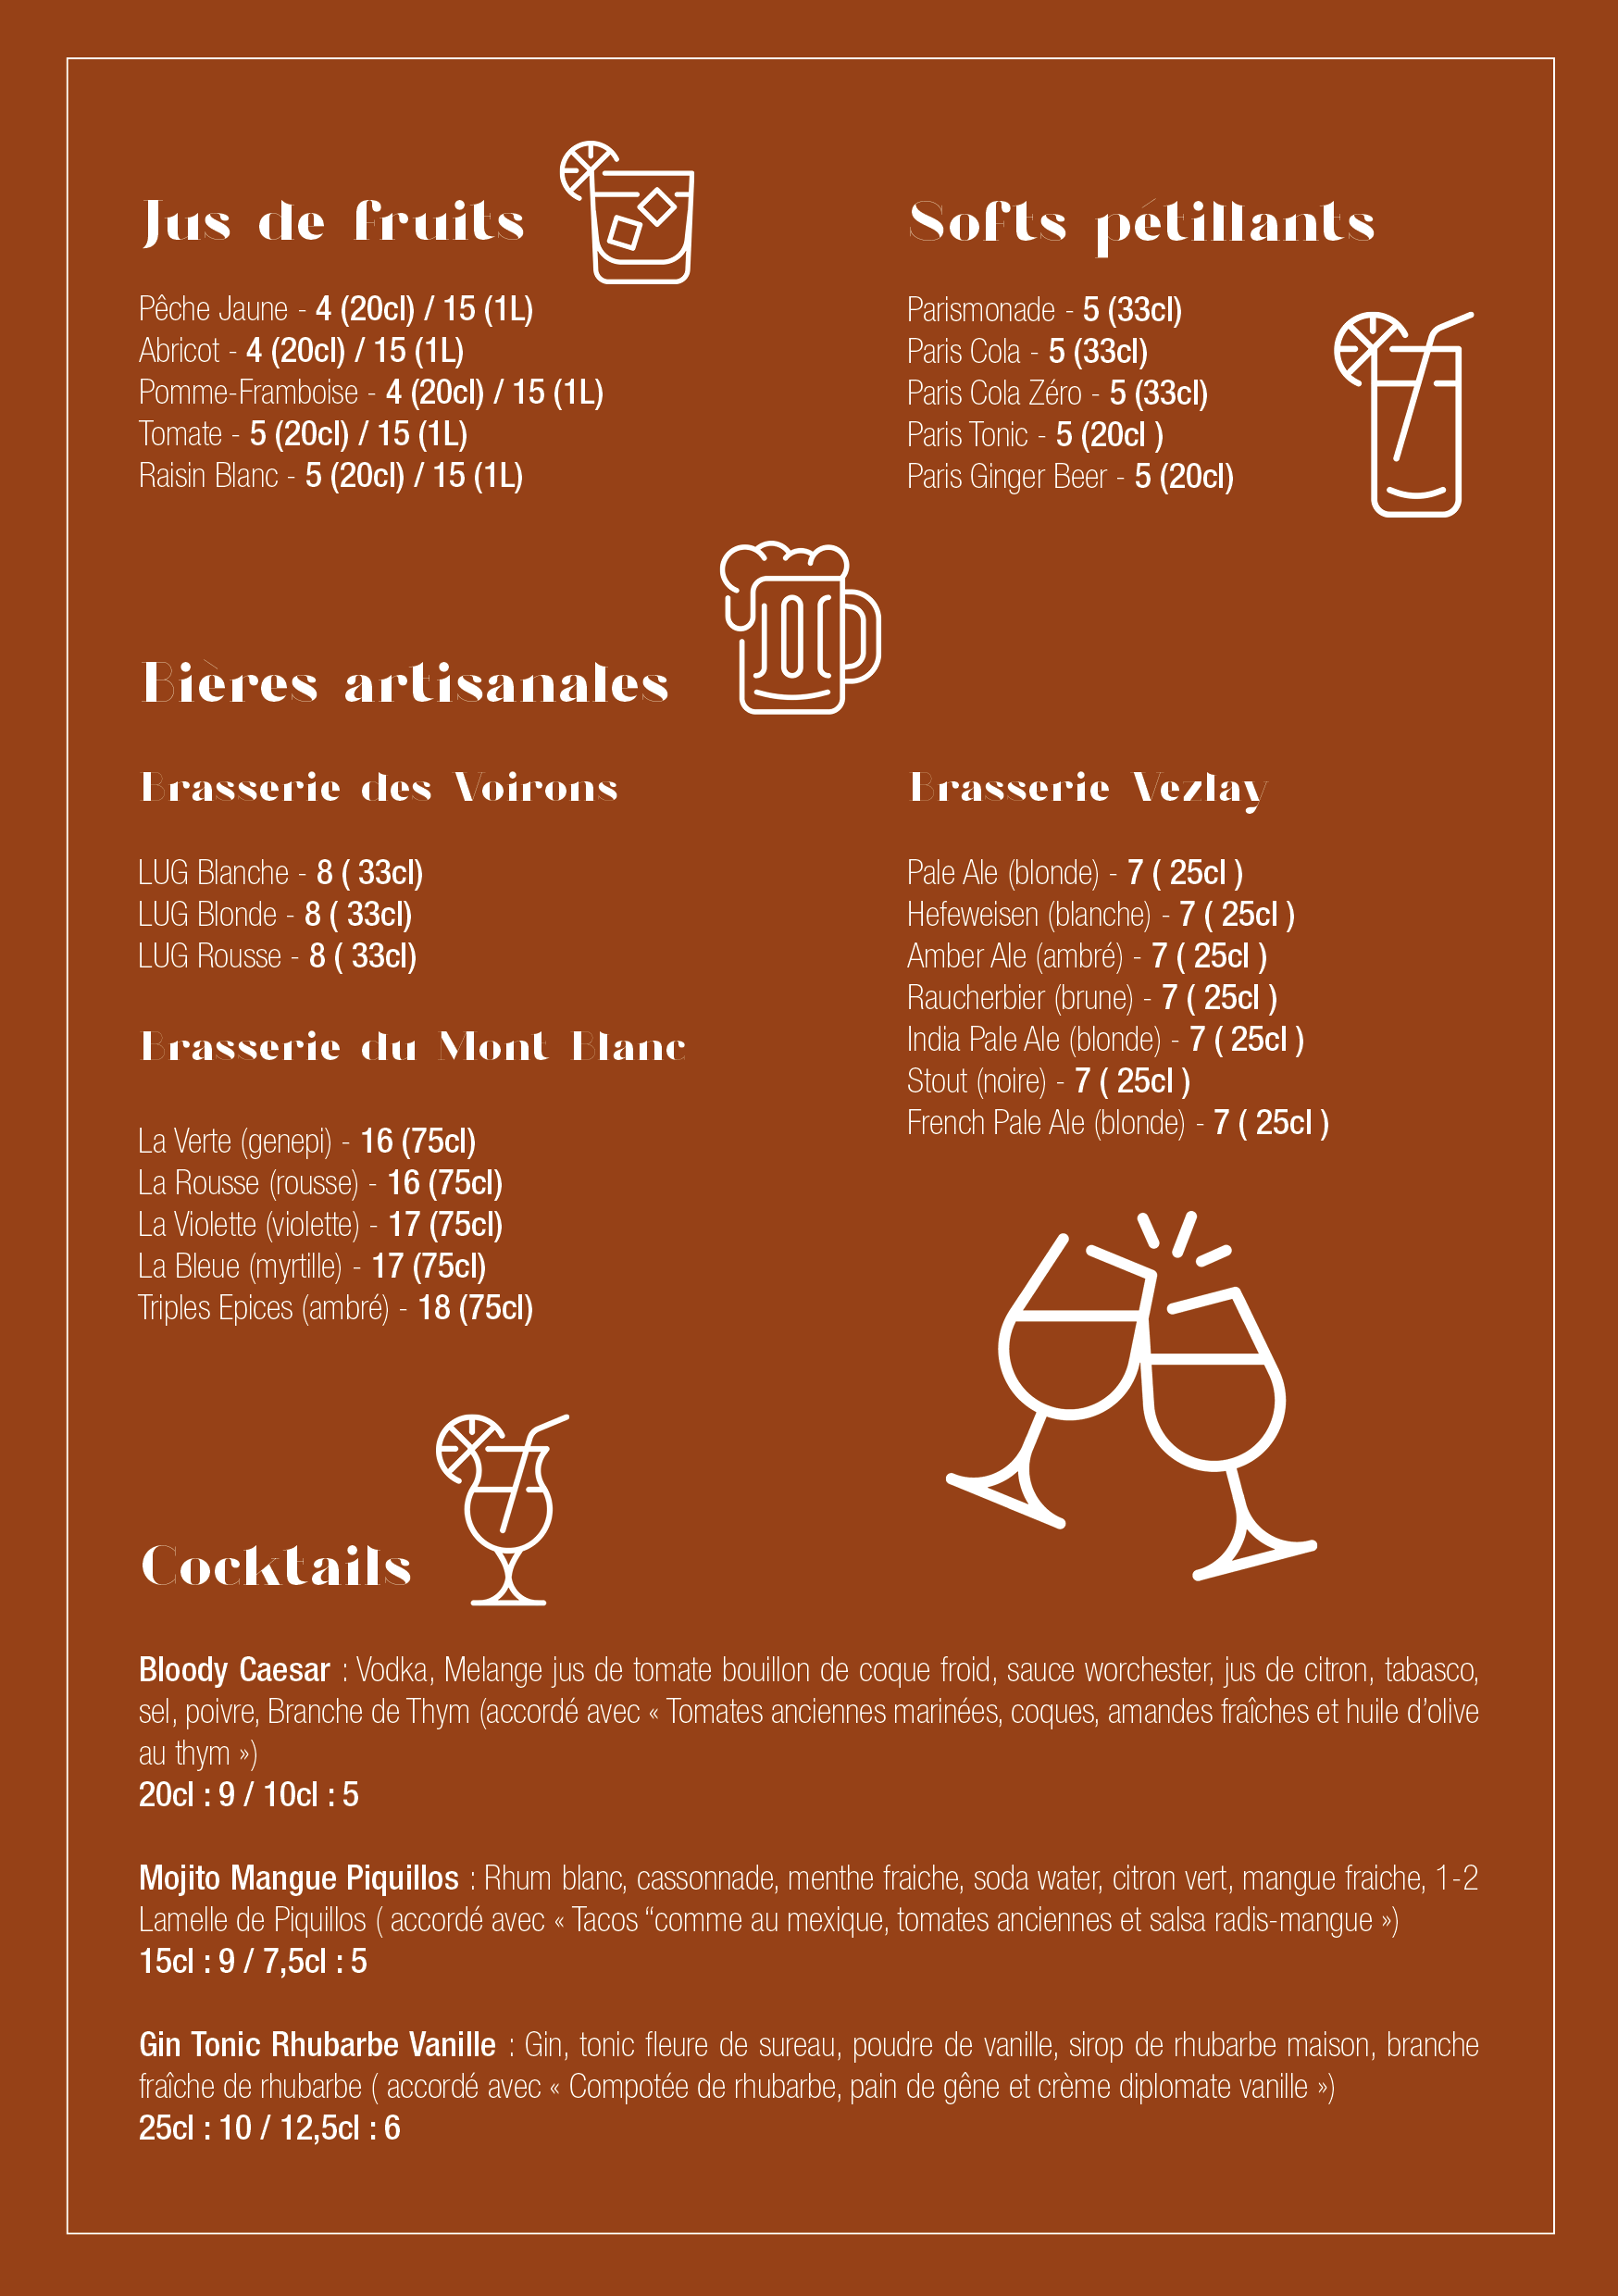 Jus de fruits
Pêche Jaune - 4 (20cl) / 15 (1L)
Abricot - 4 (20cl) / 15 (1L)
Pomme-Framboise - 4 (20cl) / 15 (1L)
Tomate - 5 (20cl) / 15 (1L)
Raisin Blanc - 5 (20cl) / 15 (1L)
Softs pétillants
Parismonade - 5 (33cl)
Paris Cola - 5 (33cl)
Paris Cola Zéro - 5 (33cl)
Paris Tonic - 5 (20cl )
Paris Ginger Beer - 5 (20cl)
Bières artisanales
Brasserie des Voirons
LUG Blanche - 8 ( 33cl)
LUG Blonde - 8 ( 33cl)
LUG Rousse - 8 ( 33cl)
Brasserie du Mont Blanc
La Verte (genepi) - 16 (75cl)
La Rousse (rousse) - 16 (75cl)
La Violette (violette) - 17 (75cl)
La Bleue (myrtille) - 17 (75cl)
Triples Epices (ambré) - 18 (75cl)
Brasserie Vezlay
Pale Ale (blonde) - 7 ( 25cl )
Hefeweisen (blanche) - 7 ( 25cl )
Amber Ale (ambré) - 7 ( 25cl )
Raucherbier (brune) - 7 ( 25cl )
India Pale Ale (blonde) - 7 ( 25cl )
Stout (noire) - 7 ( 25cl )
French Pale Ale (blonde) - 7 ( 25cl )
Cocktails
Bloody Caesar : Vodka, Melange jus de tomate bouillon de coque froid, sauce worchester, jus de citron, tabasco,
sel, poivre, Branche de Thym (accordé avec « Tomates anciennes marinées, coques, amandes fraîches et huile d’olive
au thym »)
20cl : 9 / 10cl : 5
Mojito Mangue Piquillos : Rhum blanc, cassonnade, menthe fraiche, soda water, citron vert, mangue fraiche, 1-2
Lamelle de Piquillos ( accordé avec « Tacos “comme au mexique, tomates anciennes et salsa radis-mangue »)
15cl : 9 / 7,5cl : 5
Gin Tonic Rhubarbe Vanille : Gin, tonic fleure de sureau, poudre de vanille, sirop de rhubarbe maison, branche
fraîche de rhubarbe ( accordé avec « Compotée de rhubarbe, pain de gêne et crème diplomate vanille »)
25cl : 10 / 12,5cl : 6